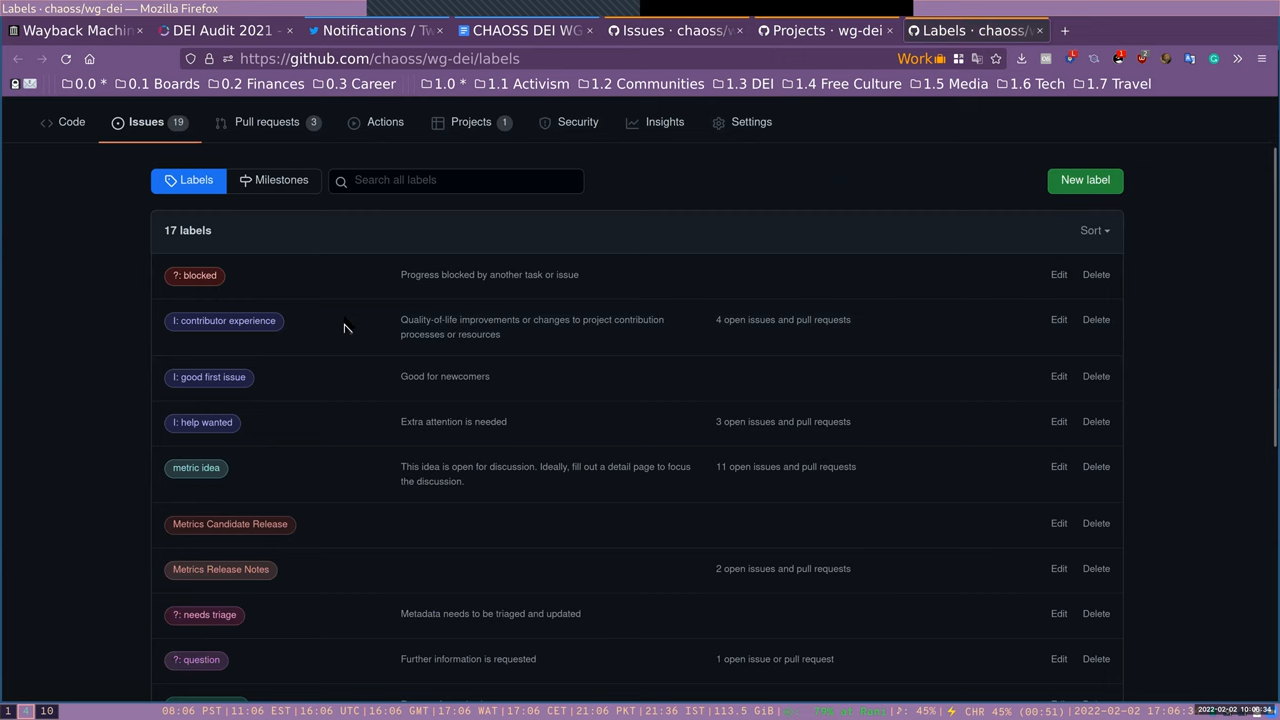 Labels · chaoss/wg-dei — Mozilla Firefox
Wayback Machin
DEI Audit 2021 -
Notifications / Tw
CHAOSS DEI WG
Issues · chaoss/w
Projects · wg-dei
Labels · chaoss/
https://github.com/chaoss/wg-dei/labels
Work
0.0 * 0.1 Boards 0.2 Finances 0.3 Career 1.0 * 1.1 Activism 1.2 Communities 1.3 DEI 1.4 Free Culture 1.5 Media 1.6 Tech 1.7 Travel
Code Issues 19 Pull requests 3 Actions Projects 1 Security Insights Settings
Labels Milestones Search all labels New label
17 labels Sort
?: blocked Progress blocked by another task or issue Edit Delete
I: contributor experience Quality-of-life improvements or changes to project contribution 4 open issues and pull requests Edit Delete
processes or resources
I: good first issue Good for newcomers Edit Delete
I: help wanted Extra attention is needed 3 open issues and pull requests Edit Delete
metric idea This idea is open for discussion. Ideally, fill out a detail page to focus 11 open issues and pull requests Edit Delete
the discussion.
Metrics Candidate Release Edit Delete
Metrics Release Notes 2 open issues and pull requests Edit Delete
?: needs triage Metadata needs to be triaged and updated Edit Delete
?: question Further information is requested 1 open issue or pull request Edit Delete
1 4 10 08:06 PST|11:06 EST|16:06 UTC|16:06 GMT|17:06 WAT|17:06 CET|21:06 PKT|21:36 IST|113.5 GiB| 45%| CHR 45% (00:51)|2022-02-02 17:06:3 2022-02-02 10:06:34